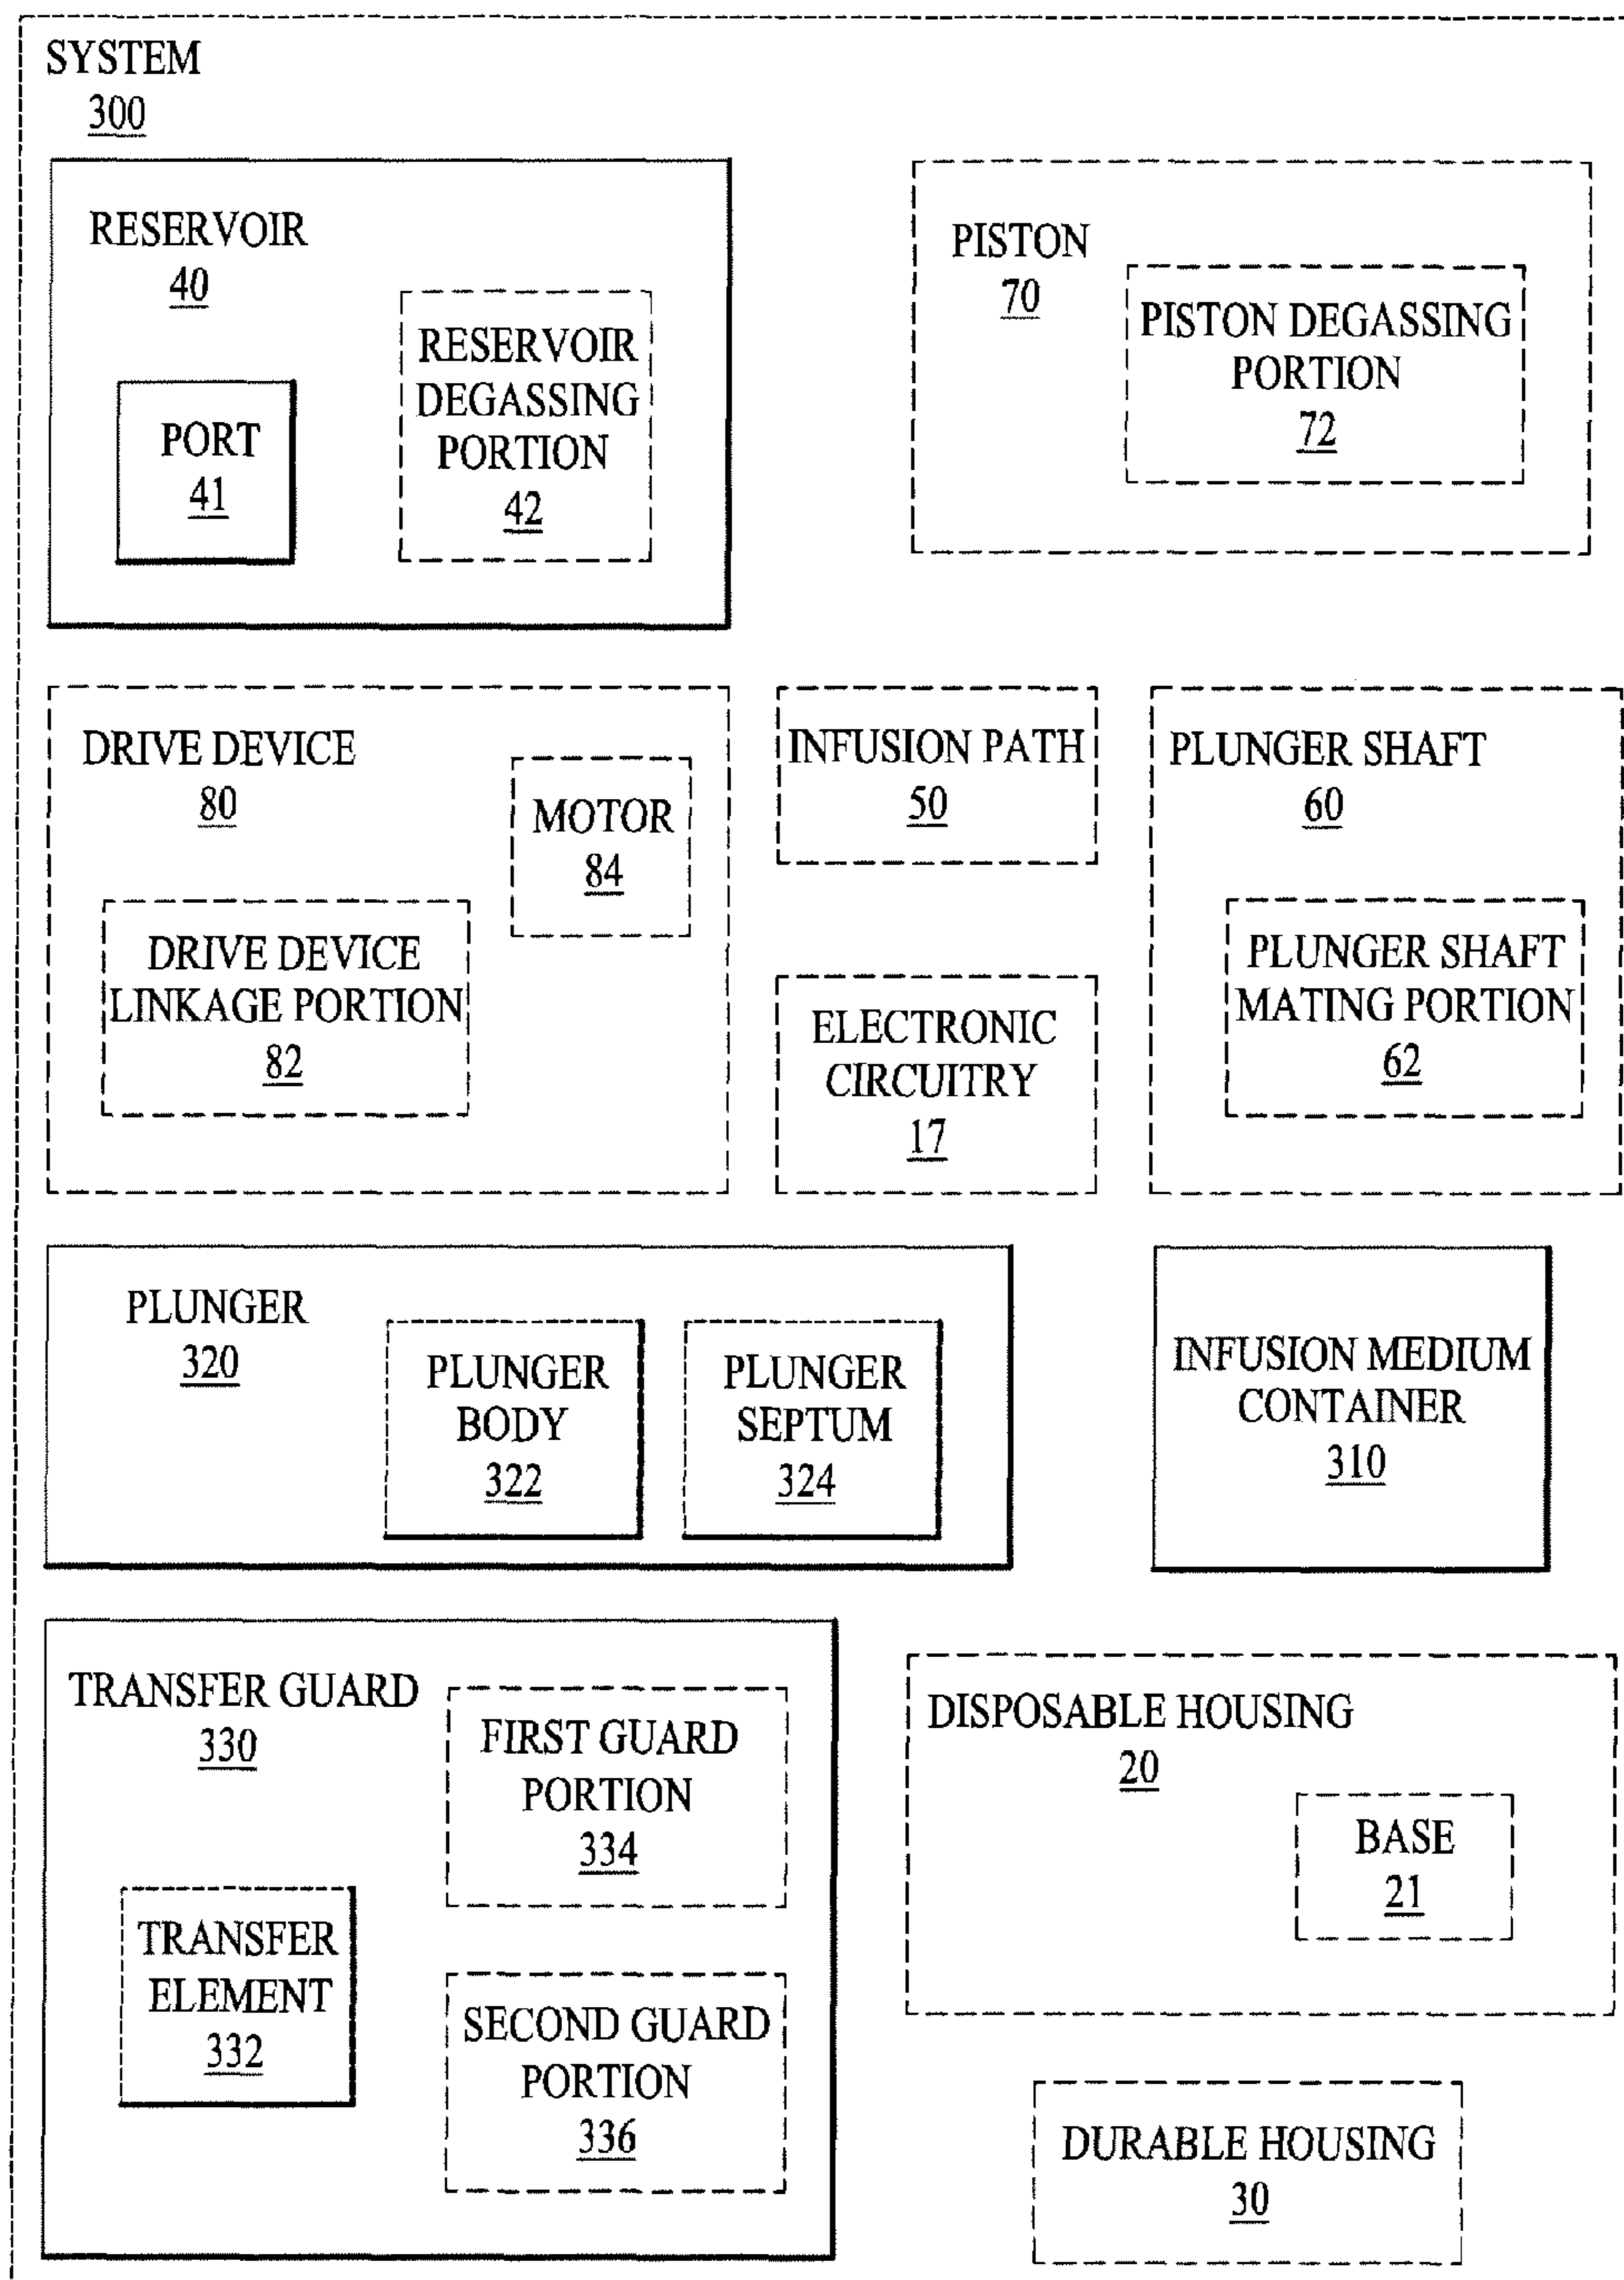 SYSTEM
300
RESERVOIR
40
PORT
41
RESERVOIR
DEGASSING
PORTION
42
PISTON
70
PISTON DEGASSING
PORTION
72
DRIVE DEVICE
80
MOTOR
84
DRIVE DEVICE
LINKAGE PORTION
82
INFUSION PATH
50
ELECTRONIC
CIRCUITRY
17
PLUNGER SHAFT
60
PLUNGER SHAFT
MATING PORTION
62
PLUNGER
320
PLUNGER
BODY
322
PLUNGER
SEPTUM
324
INFUSION MEDIUM
CONTAINER
310
TRANSFER GUARD
330
FIRST GUARD
PORTION
334
TRANSFER
ELEMENT
332
SECOND GUARD
PORTION
336
DISPOSABLE HOUSING
20
BASE
21
DURABLE HOUSING
30